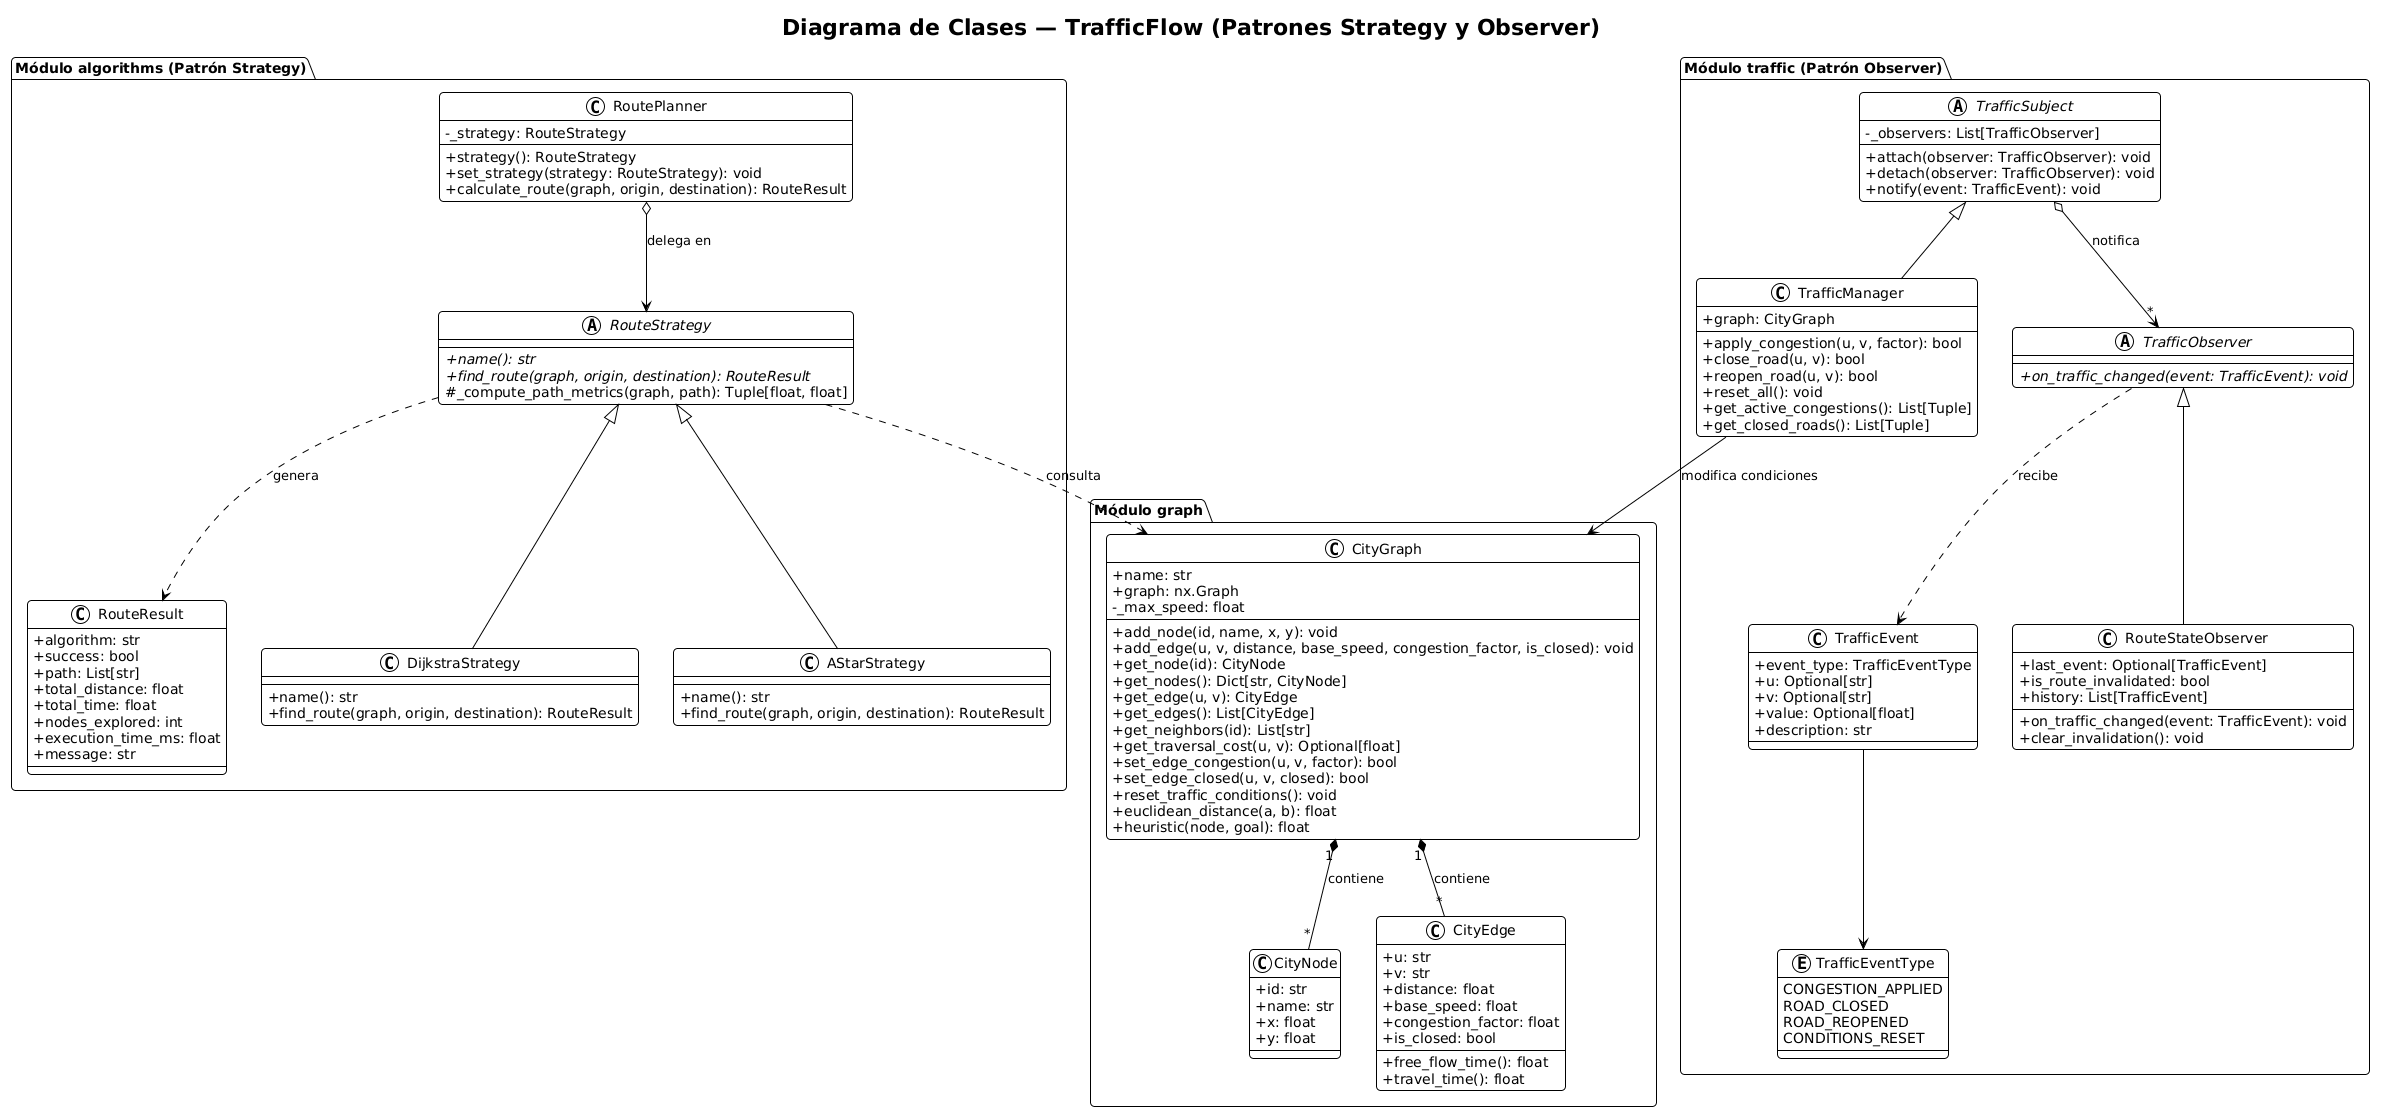 Diagrama de Clases — TrafficFlow (Patrones Strategy y Observer)
Módulo algorithms (Patrón Strategy)
C RoutePlanner
-_strategy: RouteStrategy
+strategy(): RouteStrategy
+set_strategy(strategy: RouteStrategy): void
+calculate_route(graph, origin, destination): RouteResult
delega en
A RouteStrategy
+name(): str
+find_route(graph, origin, destination): RouteResult
#_compute_path_metrics(graph, path): Tuple[float, float]
genera
consulta
C RouteResult
+algorithm: str
+success: bool
+path: List[str]
+total_distance: float
+total_time: float
+nodes_explored: int
+execution_time_ms: float
+message: str
C DijkstraStrategy
+name(): str
+find_route(graph, origin, destination): RouteResult
C AStarStrategy
+name(): str
+find_route(graph, origin, destination): RouteResult
Módulo graph
C CityGraph
+name: str
+graph: nx.Graph
-_max_speed: float
+add_node(id, name, x, y): void
+add_edge(u, v, distance, base_speed, congestion_factor, is_closed): void
+get_node(id): CityNode
+get_nodes(): Dict[str, CityNode]
+get_edge(u, v): CityEdge
+get_edges(): List[CityEdge]
+get_neighbors(id): List[str]
+get_traversal_cost(u, v): Optional[float]
+set_edge_congestion(u, v, factor): bool
+set_edge_closed(u, v, closed): bool
+reset_traffic_conditions(): void
+euclidean_distance(a, b): float
+heuristic(node, goal): float
1
contiene
*
1
contiene
*
C CityNode
+id: str
+name: str
+x: float
+y: float
C CityEdge
+u: str
+v: str
+distance: float
+base_speed: float
+congestion_factor: float
+is_closed: bool
+free_flow_time(): float
+travel_time(): float
Módulo traffic (Patrón Observer)
A TrafficSubject
-_observers: List[TrafficObserver]
+attach(observer: TrafficObserver): void
+detach(observer: TrafficObserver): void
+notify(event: TrafficEvent): void
notifica
*
C TrafficManager
+graph: CityGraph
+apply_congestion(u, v, factor): bool
+close_road(u, v): bool
+reopen_road(u, v): bool
+reset_all(): void
+get_active_congestions(): List[Tuple]
+get_closed_roads(): List[Tuple]
modifica condiciones
A TrafficObserver
+on_traffic_changed(event: TrafficEvent): void
recibe
C TrafficEvent
+event_type: TrafficEventType
+u: Optional[str]
+v: Optional[str]
+value: Optional[float]
+description: str
C RouteStateObserver
+last_event: Optional[TrafficEvent]
+is_route_invalidated: bool
+history: List[TrafficEvent]
+on_traffic_changed(event: TrafficEvent): void
+clear_invalidation(): void
E TrafficEventType
CONGESTION_APPLIED
ROAD_CLOSED
ROAD_REOPENED
CONDITIONS_RESET